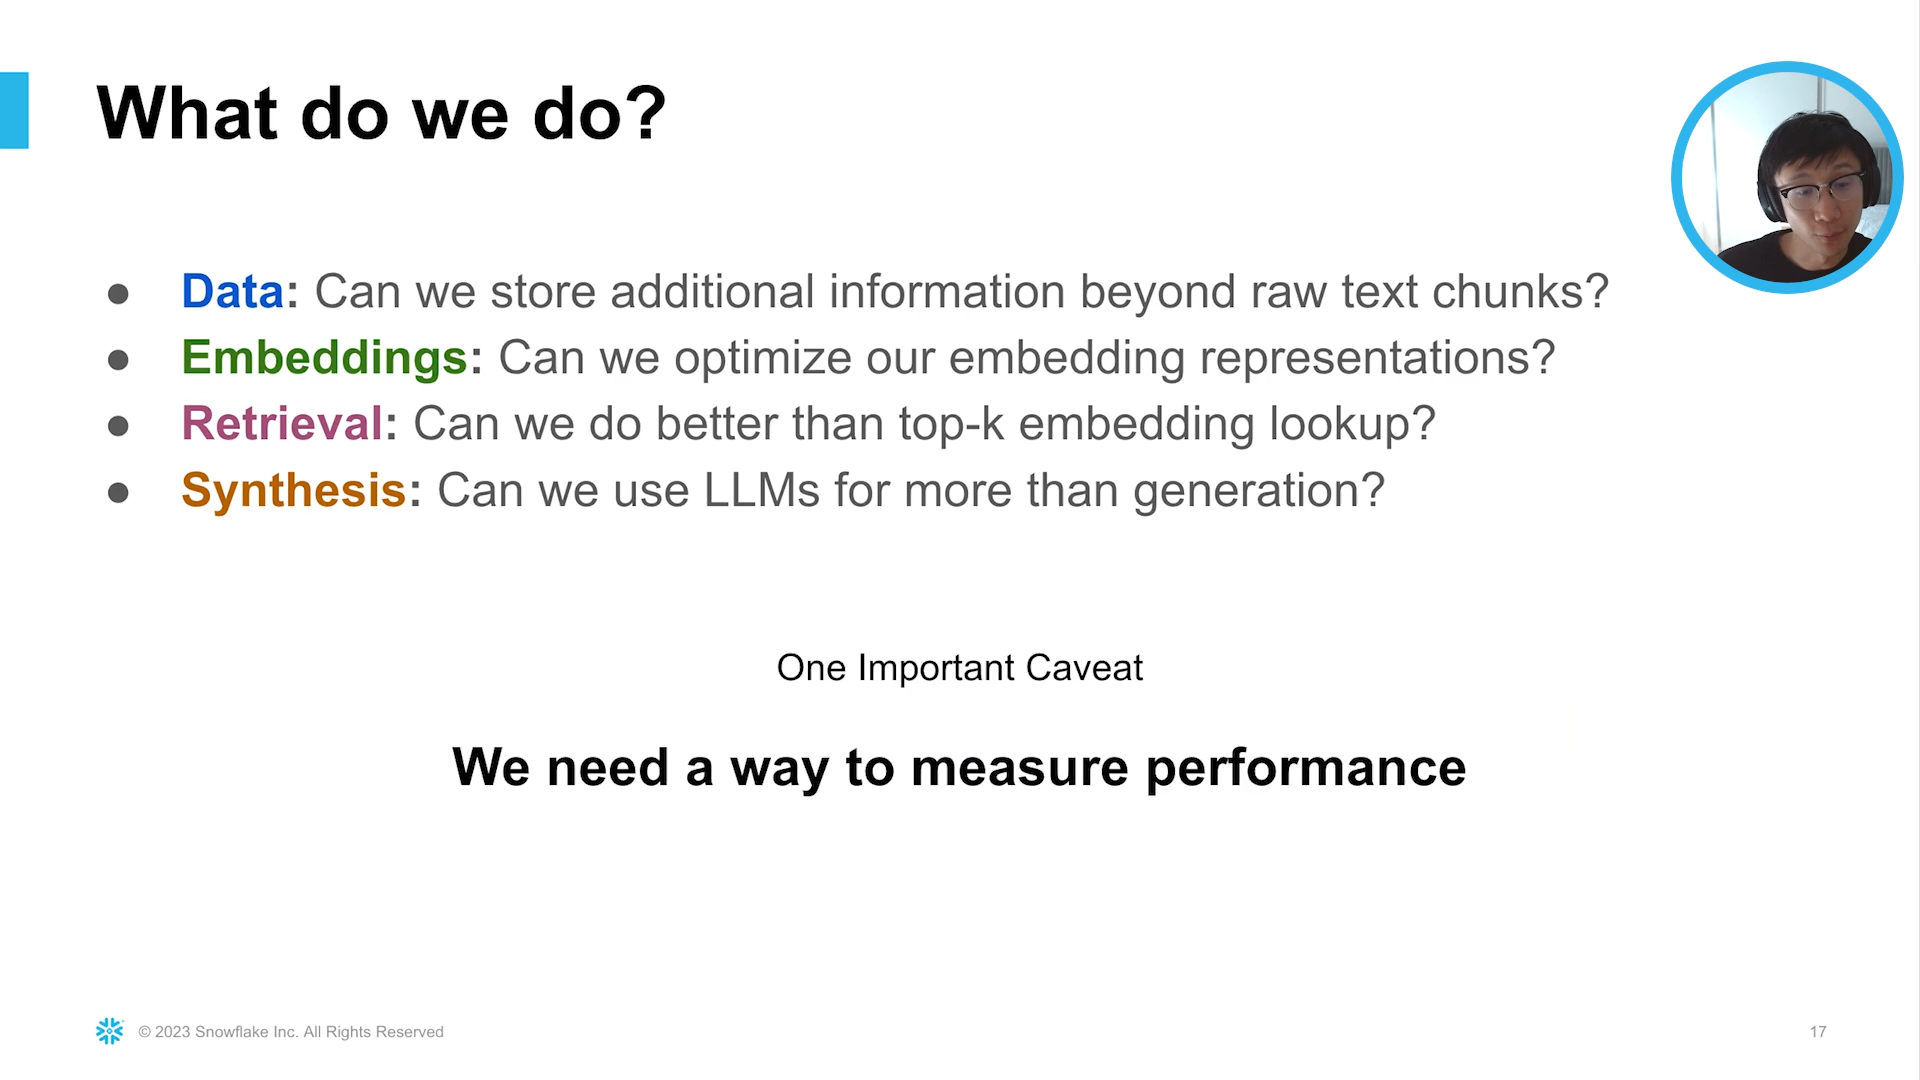 What do we do?
● Data: Can we store additional information beyond raw text chunks?
● Embeddings: Can we optimize our embedding representations?
● Retrieval: Can we do better than top-k embedding lookup?
● Synthesis: Can we use LLMs for more than generation?
One Important Caveat
We need a way to measure performance
© 2023 Snowflake Inc. All Rights Reserved
17